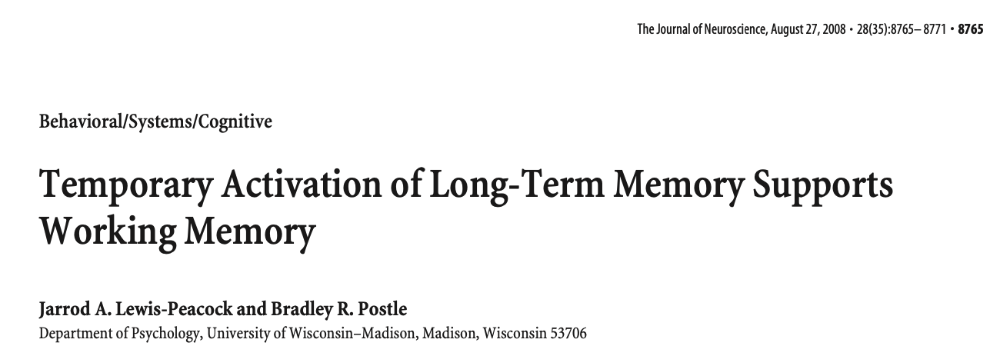 The Journal of Neuroscience, August 27, 2008 • 28(35):8765–8771 • 8765
Behavioral/Systems/Cognitive
Temporary Activation of Long-Term Memory Supports
Working Memory
Jarrod A. Lewis-Peacock and Bradley R. Postle
Department of Psychology, University of Wisconsin–Madison, Madison, Wisconsin 53706